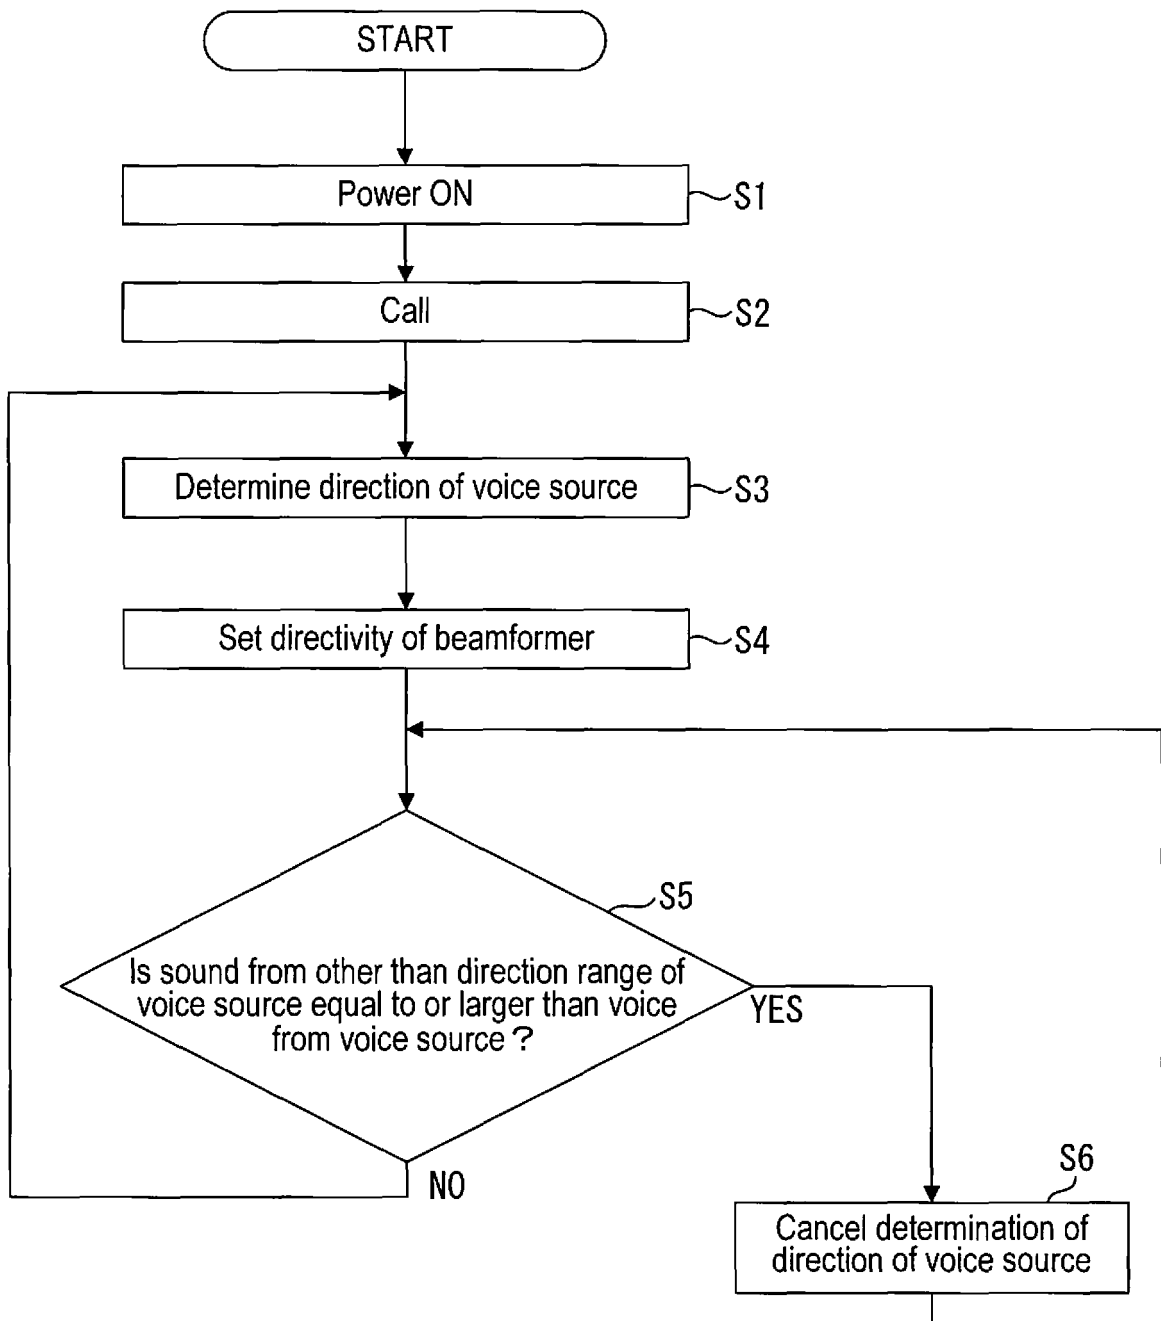 START
Power ON
S1
Call
S2
Determine direction of voice source
S3
Set directivity of beamformer
S4
S5
Is sound from other than direction range of
voice source equal to or larger than voice
from voice source?
YES
NO
S6
Cancel determination of
direction of voice source